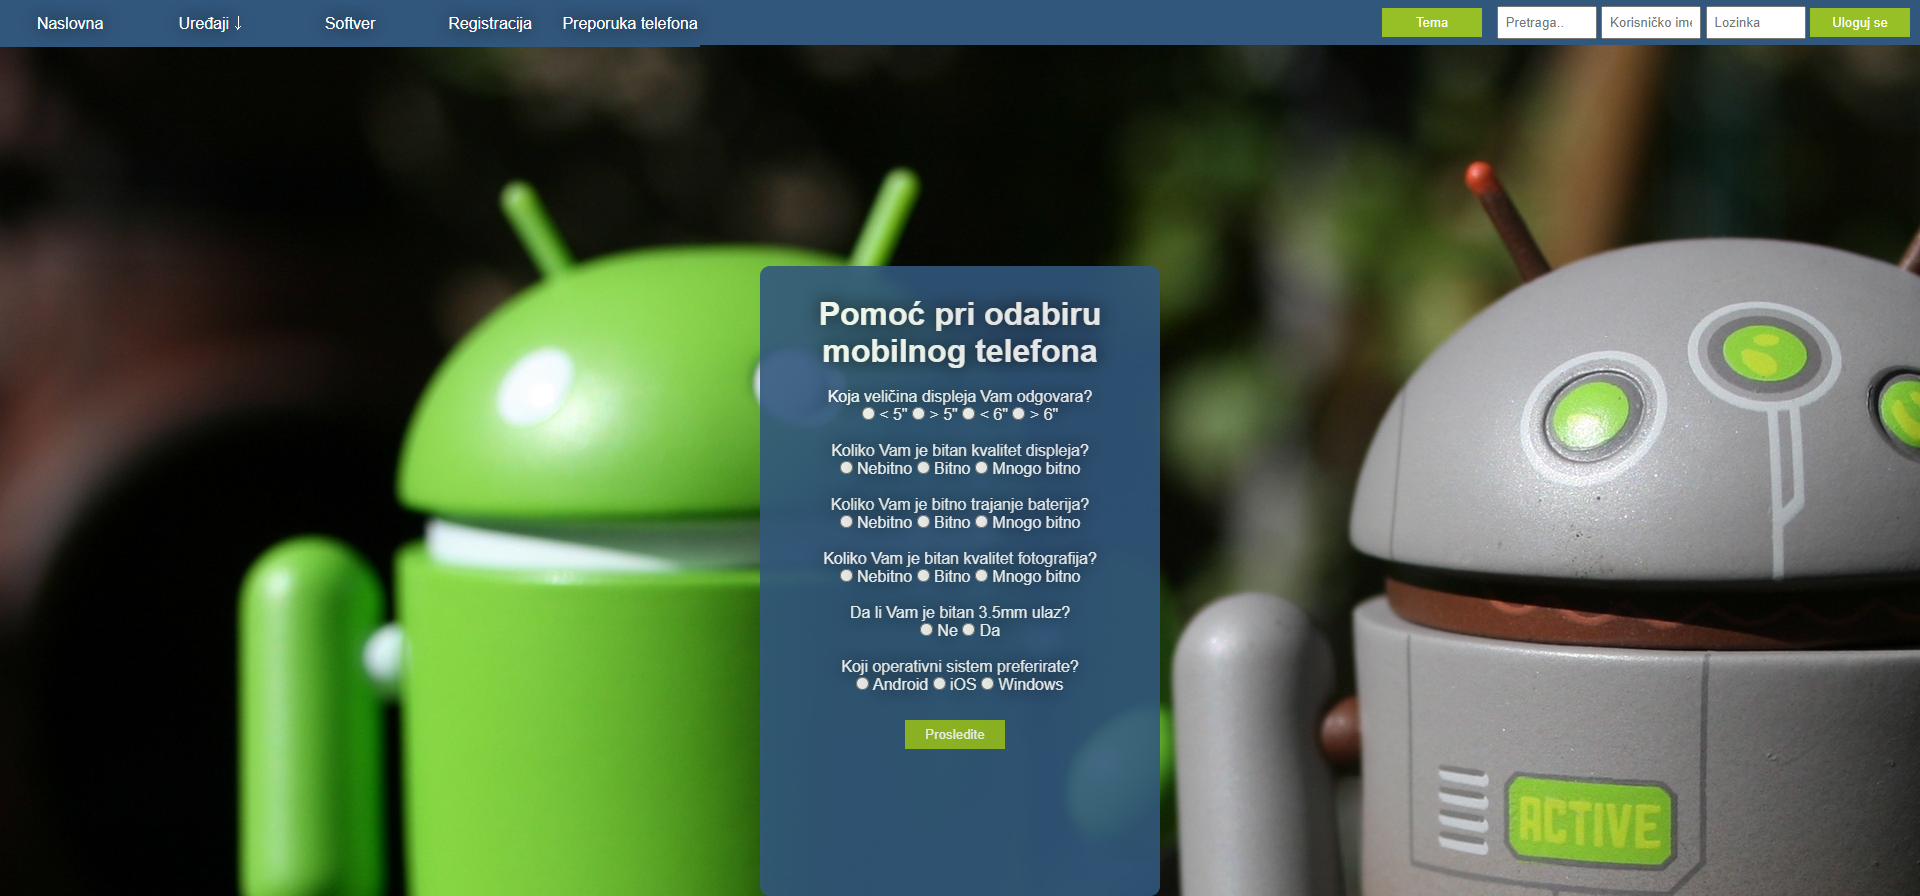 Naslovna Uređaji ↓ Softver Registracija Preporuka telefona Tema Pretraga.. Korisničko ime Lozinka Uloguj se
Pomoć pri odabiru
mobilnog telefona
Koja veličina displeja Vam odgovara?
< 5" > 5" < 6" > 6"
Koliko Vam je bitan kvalitet displeja?
Nebitno Bitno Mnogo bitno
Koliko Vam je bitno trajanje baterija?
Nebitno Bitno Mnogo bitno
Koliko Vam je bitan kvalitet fotografija?
Nebitno Bitno Mnogo bitno
Da li Vam je bitan 3.5mm ulaz?
Ne Da
Koji operativni sistem preferirate?
Android iOS Windows
Prosledite
ACTIVE